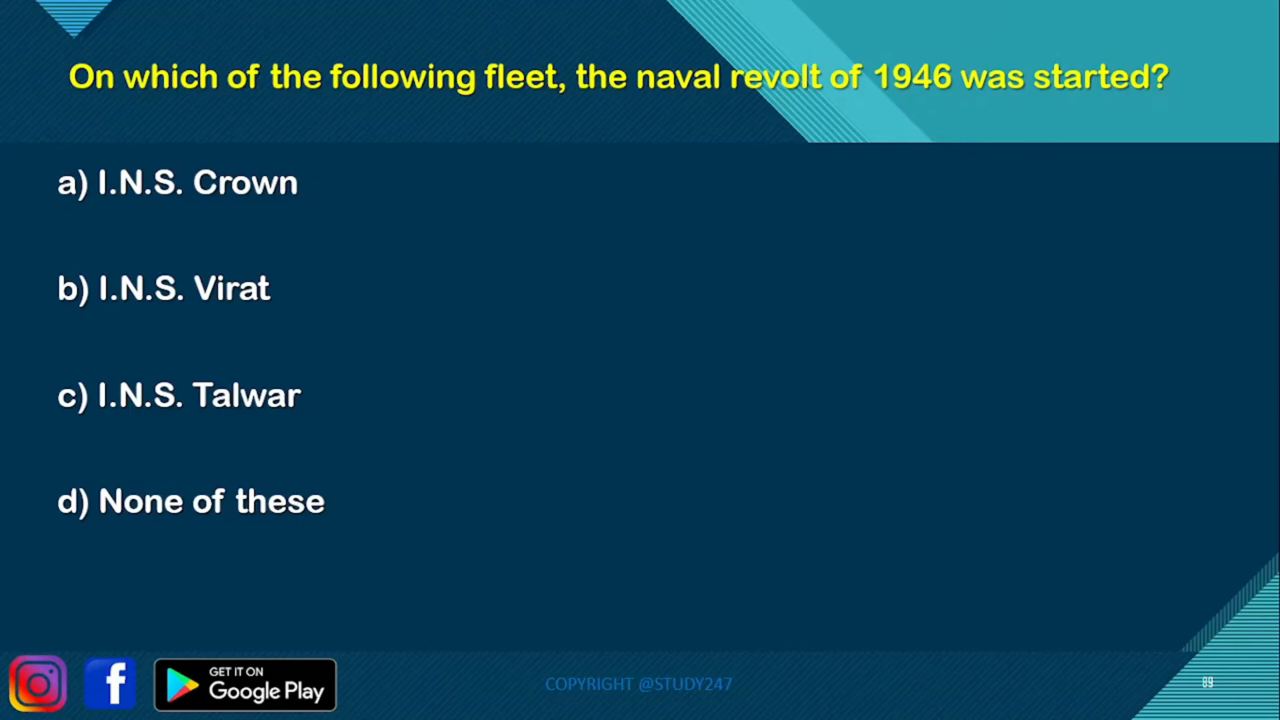 On which of the following fleet, the naval revolt of 1946 was started?
a) I.N.S. Crown
b) I.N.S. Virat
c) I.N.S. Talwar
d) None of these
f
GET IT ON
Google Play
COPYRIGHT @STUDY247
89